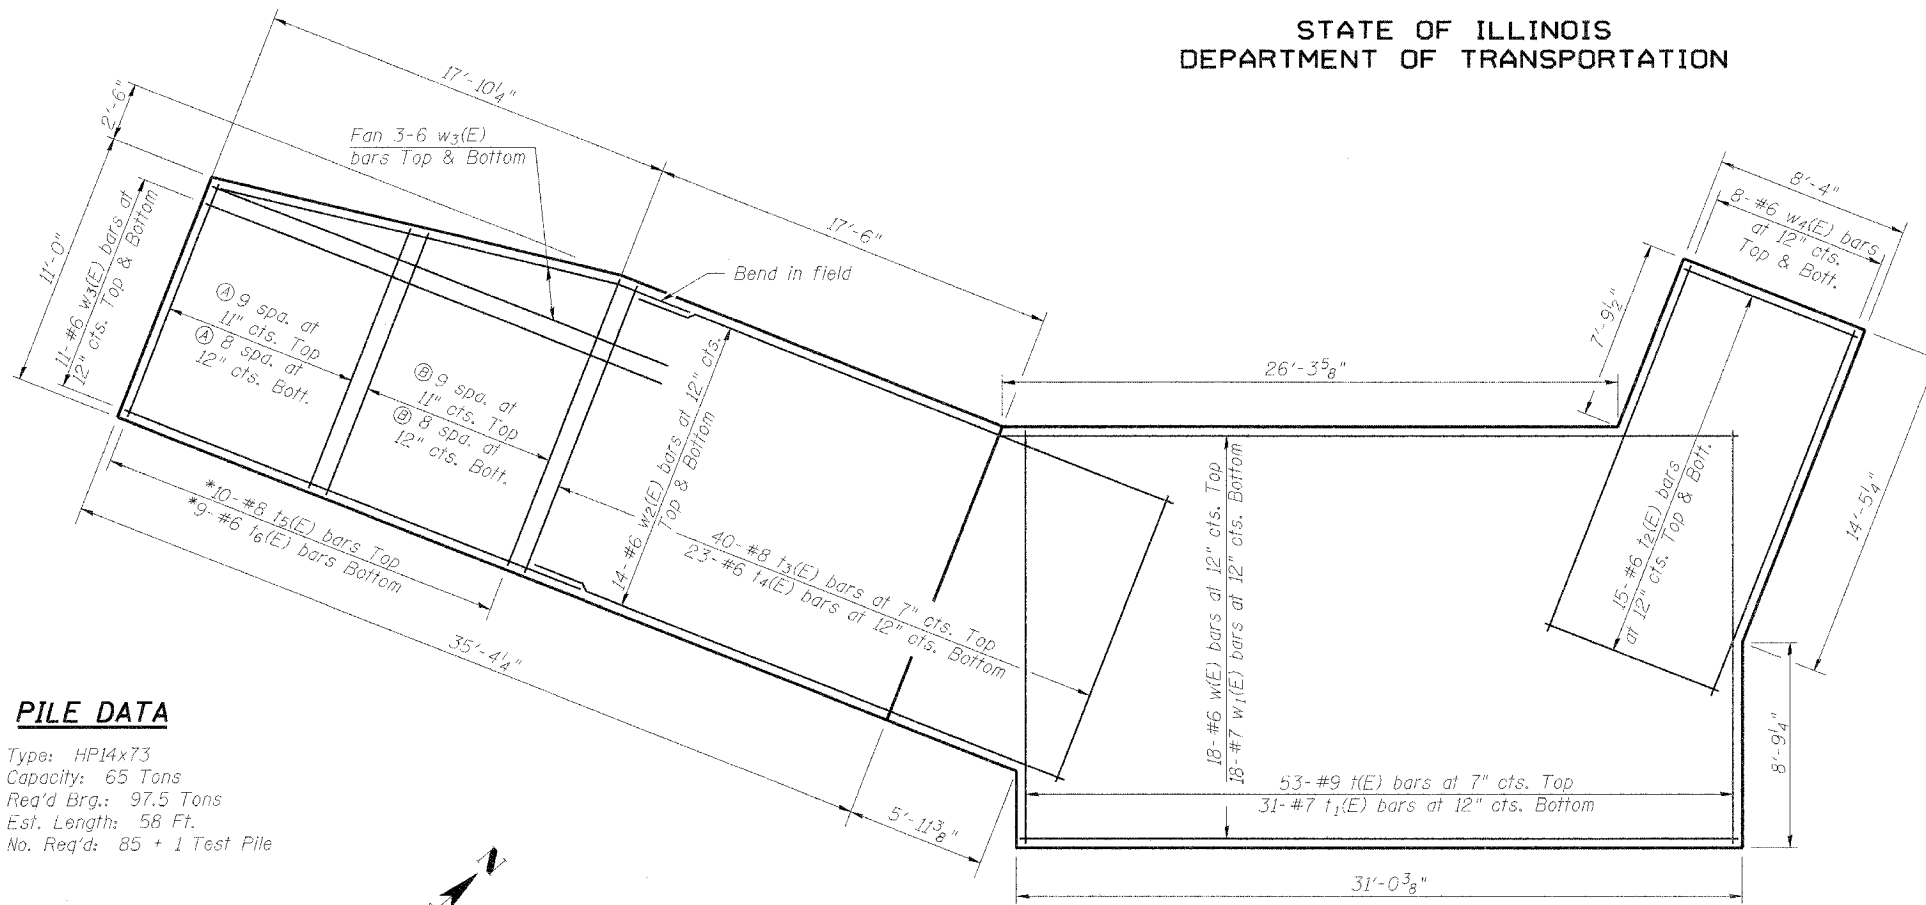 STATE OF ILLINOIS
DEPARTMENT OF TRANSPORTATION
17'-10¼"
2'-6"
Fan 3-6 w3(E)
bars Top & Bottom
11'-0"
11-#6 w3(E) bars at
12" cts. Top & Bottom
17'-6"
Bend in field
8'-4"
8-#6 w4(E) bars
at 12" cts.
Top & Bott.
7'-9½"
26'-3⅝"
Ⓐ 9 spa. at
11" cts. Top
Ⓐ 8 spa. at
12" cts. Bott.
Ⓑ 9 spa. at
11" cts. Top
Ⓑ 8 spa. at
12" cts. Bott.
14-#6 w2(E) bars at 12" cts.
Top & Bottom
*10-#8 t5(E) bars Top
*9-#6 t6(E) bars Bottom
40-#8 t3(E) bars at 7" cts. Top
23-#6 t4(E) bars at 12" cts. Bottom
18-#6 w(E) bars at 12" cts. Top
18-#7 w1(E) bars at 12" cts. Bottom
15-#6 t2(E) bars
at 12" cts. Top & Bott.
14'-5¼"
35'-4¼"
5'-11⅜"
53-#9 t(E) bars at 7" cts. Top
31-#7 t1(E) bars at 12" cts. Bottom
8'-9¼"
31'-0⅜"
PILE DATA
Type: HP14x73
Capacity: 65 Tons
Req'd Brg.: 97.5 Tons
Est. Length: 58 Ft.
No. Req'd: 85 + 1 Test Pile
N